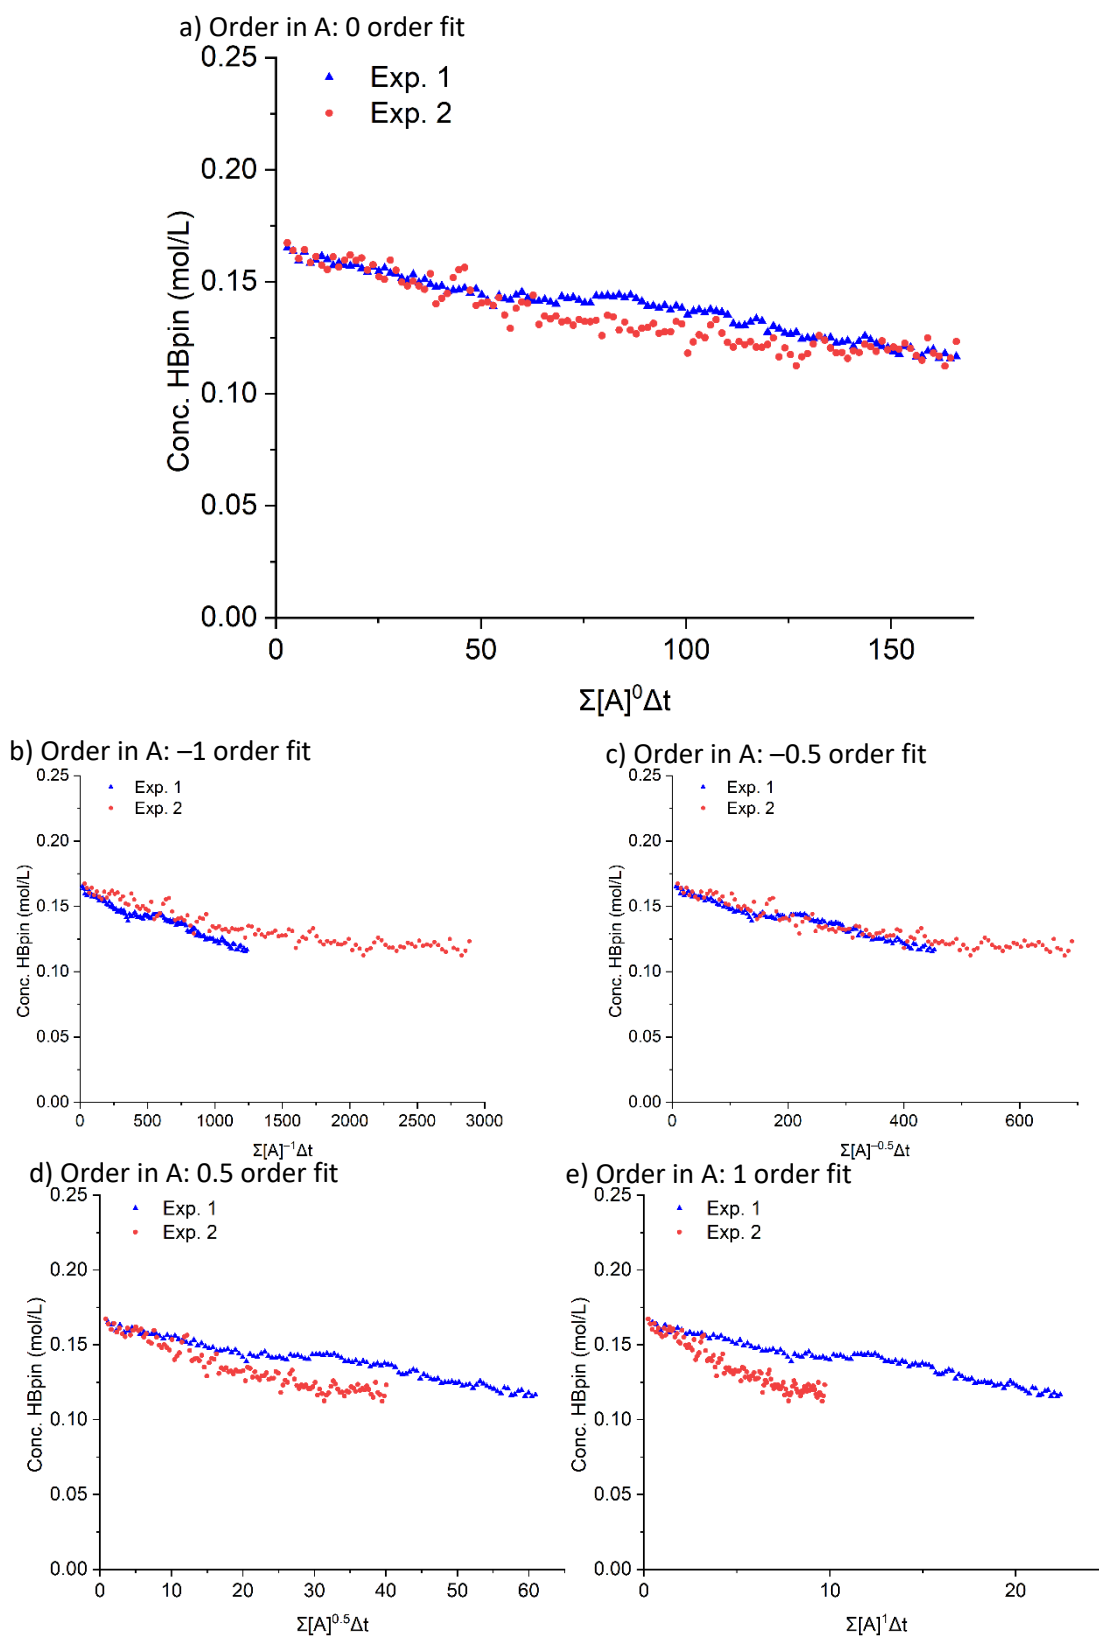 a) Order in A: 0 order fit
0.25
Exp. 1
Exp. 2
0.20
0.15
0.10
0.05
0.00
Conc. HBpin (mol/L)
0 50 100 150
Σ[A]⁰Δt
b) Order in A: –1 order fit
0.25
Exp. 1
Exp. 2
0.20
0.15
0.10
0.05
0.00
Conc. HBpin (mol/L)
0 500 1000 1500 2000 2500 3000
Σ[A]⁻¹Δt
c) Order in A: –0.5 order fit
0.25
Exp. 1
Exp. 2
0.20
0.15
0.10
0.05
0.00
Conc. HBpin (mol/L)
0 200 400 600
Σ[A]⁻⁰·⁵Δt
d) Order in A: 0.5 order fit
0.25
Exp. 1
Exp. 2
0.20
0.15
0.10
0.05
0.00
Conc. HBpin (mol/L)
0 10 20 30 40 50 60
Σ[A]⁰·⁵Δt
e) Order in A: 1 order fit
0.25
Exp. 1
Exp. 2
0.20
0.15
0.10
0.05
0.00
Conc. HBpin (mol/L)
0 10 20
Σ[A]¹Δt